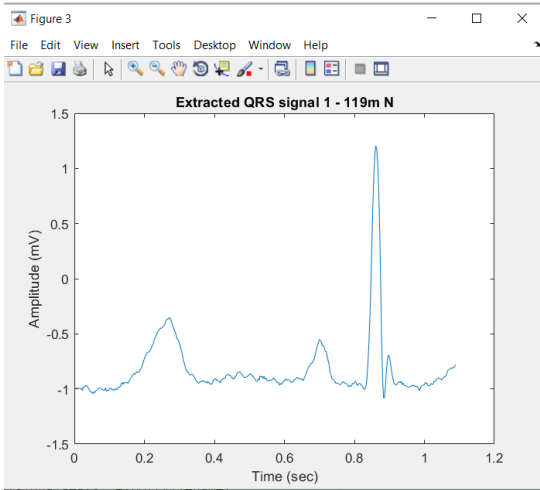 Figure 3
File Edit View Insert Tools Desktop Window Help
Extracted QRS signal 1 - 119m N
1.5
1
0.5
0
-0.5
-1
-1.5
Amplitude (mV)
0 0.2 0.4 0.6 0.8 1 1.2
Time (sec)